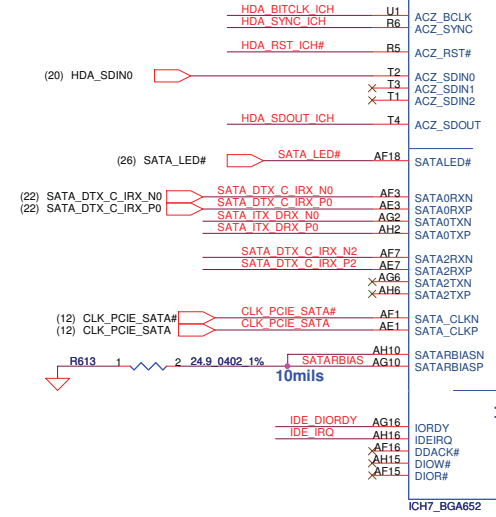 HDA_BITCLK_ICH U1 ACZ_BCLK
HDA_SYNC_ICH R6 ACZ_SYNC
HDA_RST_ICH# R5 ACZ_RST#
(20) HDA_SDIN0 T2 ACZ_SDIN0
T3 ACZ_SDIN1
T1 ACZ_SDIN2
HDA_SDOUT_ICH T4 ACZ_SDOUT
(26) SATA_LED# SATA_LED# AF18 SATALED#
(22) SATA_DTX_C_IRX_N0 SATA_DTX_C_IRX_N0 AF3 SATA0RXN
(22) SATA_DTX_C_IRX_P0 SATA_DTX_C_IRX_P0 AE3 SATA0RXP
SATA_ITX_DRX_N0 AG2 SATA0TXN
SATA_ITX_DRX_P0 AH2 SATA0TXP
SATA_DTX_C_IRX_N2 AF7 SATA2RXN
SATA_DTX_C_IRX_P2 AE7 SATA2RXP
AG6 SATA2TXN
AH6 SATA2TXP
(12) CLK_PCIE_SATA# CLK_PCIE_SATA# AF1 SATA_CLKN
(12) CLK_PCIE_SATA CLK_PCIE_SATA AE1 SATA_CLKP
AH10 SATARBIASN
R613 1 2 24.9_0402_1% SATARBIAS AG10 SATARBIASP
10mils
IDE_DIORDY AG16 IORDY
IDE_IRQ AH16 IDEIRQ
AF16 DDACK#
AH15 DIOW#
AF15 DIOR#
ICH7_BGA652